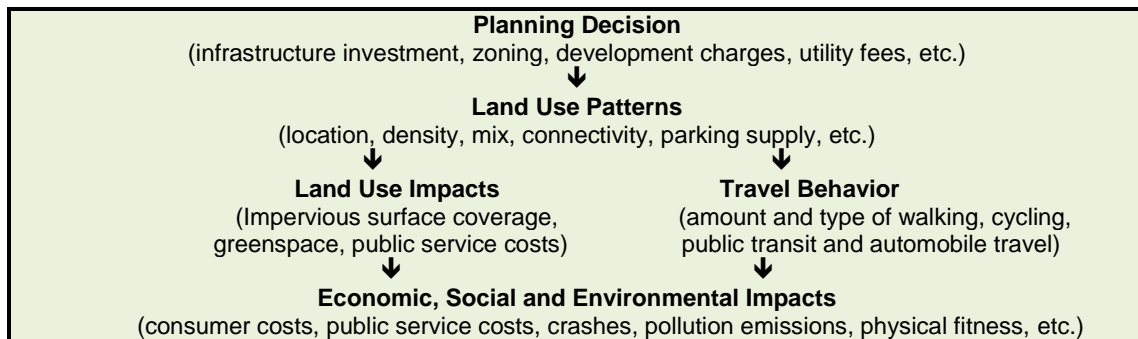 Planning Decision
(infrastructure investment, zoning, development charges, utility fees, etc.)
Land Use Patterns
(location, density, mix, connectivity, parking supply, etc.)
Land Use Impacts
(Impervious surface coverage,
greenspace, public service costs)
Travel Behavior
(amount and type of walking, cycling,
public transit and automobile travel)
Economic, Social and Environmental Impacts
(consumer costs, public service costs, crashes, pollution emissions, physical fitness, etc.)